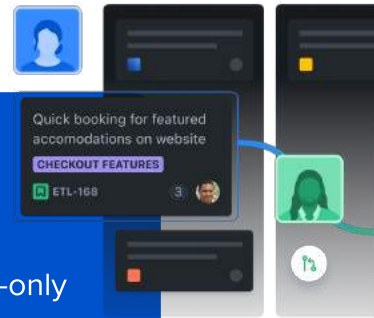 Quick booking for featured
accomodations on website
CHECKOUT FEATURES
ETL-168
3
-only